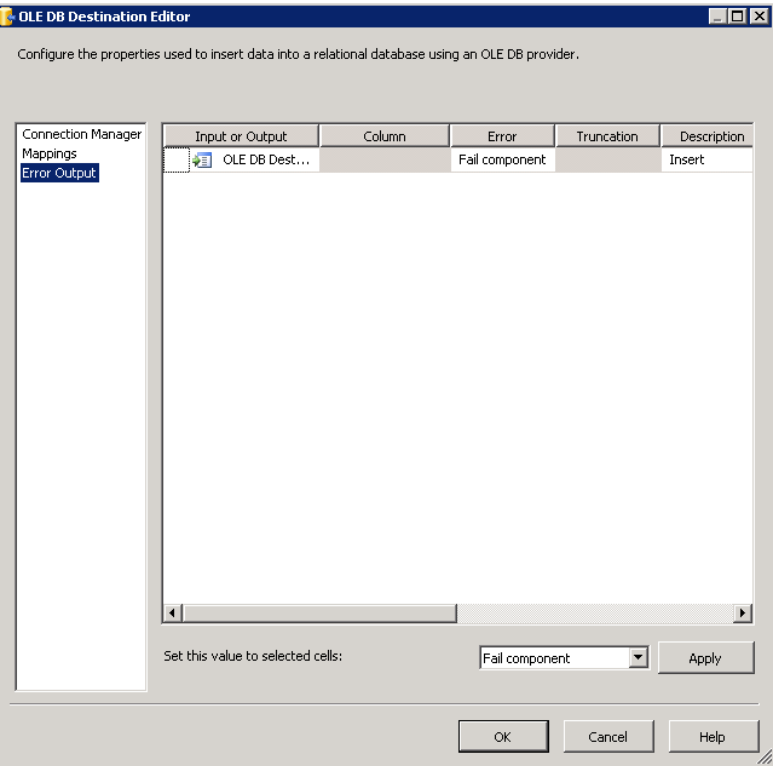 OLE DB Destination Editor
Configure the properties used to insert data into a relational database using an OLE DB provider.
Connection Manager
Mappings
Error Output
Input or Output Column Error Truncation Description
OLE DB Dest... Fail component Insert
Set this value to selected cells: Fail component Apply
OK Cancel Help